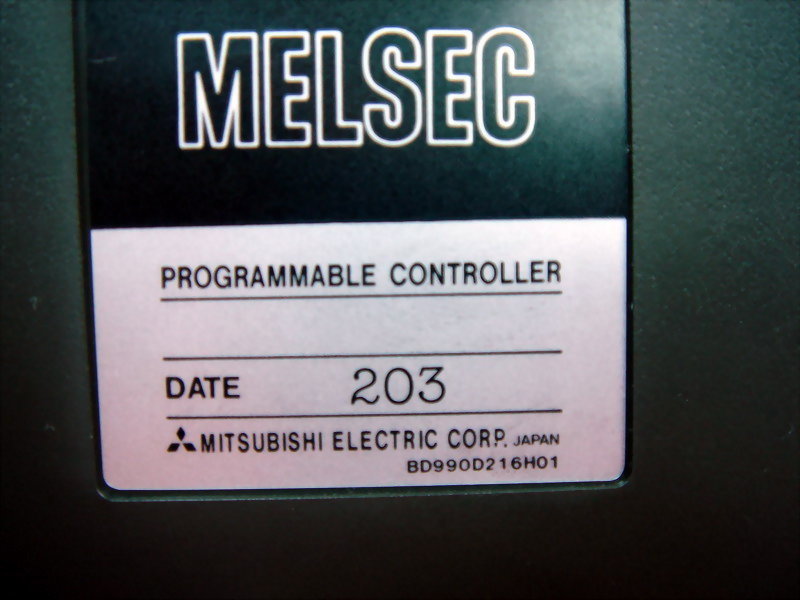 MELSEC
PROGRAMMABLE CONTROLLER
DATE 203
MITSUBISHI ELECTRIC CORP. JAPAN
BD990D216H01